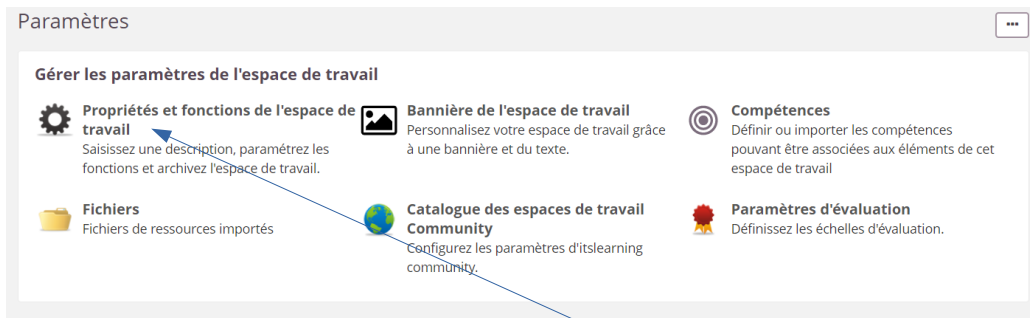 Paramètres
Gérer les paramètres de l'espace de travail
Propriétés et fonctions de l'espace de
travail
Saisissez une description, paramétrez les
fonctions et archivez l'espace de travail.
Bannière de l'espace de travail
Personnalisez votre espace de travail grâce
à une bannière et du texte.
Compétences
Définir ou importer les compétences
pouvant être associées aux éléments de cet
espace de travail
Fichiers
Fichiers de ressources importés
Catalogue des espaces de travail
Community
Configurez les paramètres d'itslearning
community.
Paramètres d'évaluation
Définissez les échelles d'évaluation.